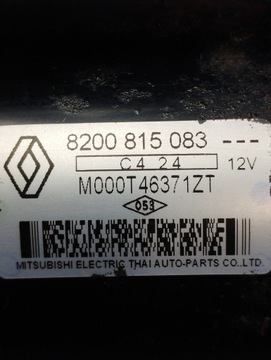 8200 815 083 ---
C4 24 12V
M000T46371ZT
053
MITSUBISHI ELECTRIC THAI AUTO-PARTS CO.,LTD.